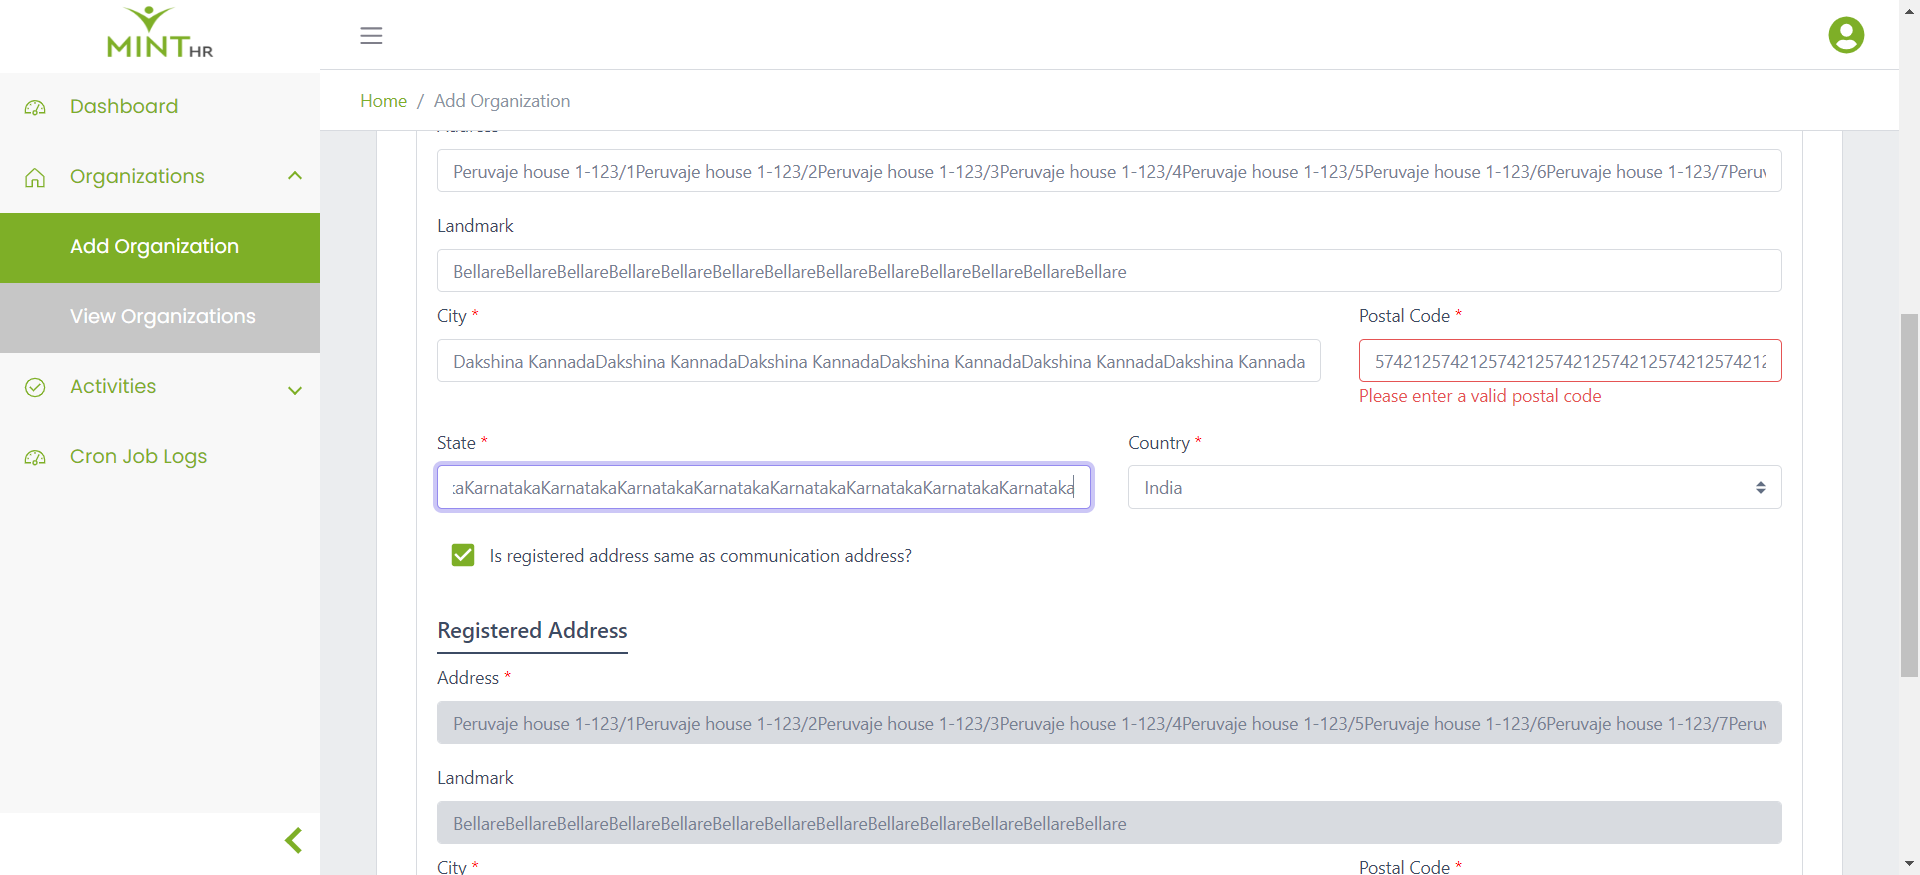 MINT HR
Dashboard
Organizations
Add Organization
View Organizations
Activities
Cron Job Logs
Home / Add Organization
Peruvaje house 1-123/1Peruvaje house 1-123/2Peruvaje house 1-123/3Peruvaje house 1-123/4Peruvaje house 1-123/5Peruvaje house 1-123/6Peruvaje house 1-123/7Peruv
Landmark
BellareBellareBellareBellareBellareBellareBellareBellareBellareBellareBellareBellareBellare
City * Postal Code *
Dakshina KannadaDakshina KannadaDakshina KannadaDakshina KannadaDakshina KannadaDakshina Kannada 574212574212574212574212574212574212574212574212
Please enter a valid postal code
State * Country *
aKarnatakaKarnatakaKarnatakaKarnatakaKarnatakaKarnatakaKarnatakaKarnataka India
Is registered address same as communication address?
Registered Address
Address *
Peruvaje house 1-123/1Peruvaje house 1-123/2Peruvaje house 1-123/3Peruvaje house 1-123/4Peruvaje house 1-123/5Peruvaje house 1-123/6Peruvaje house 1-123/7Peruv
Landmark
BellareBellareBellareBellareBellareBellareBellareBellareBellareBellareBellareBellareBellare
City * Postal Code *